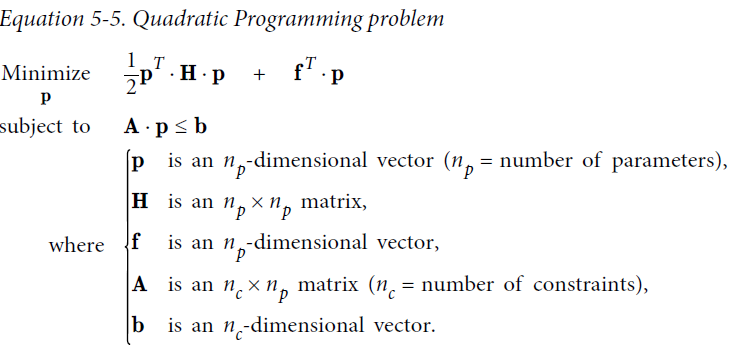 Equation 5-5. Quadratic Programming problem
Minimize 1/2 p^T · H · p + f^T · p
p
subject to A · p ≤ b
p is an n_p-dimensional vector (n_p = number of parameters),
H is an n_p × n_p matrix,
where { f is an n_p-dimensional vector,
A is an n_c × n_p matrix (n_c = number of constraints),
b is an n_c-dimensional vector.